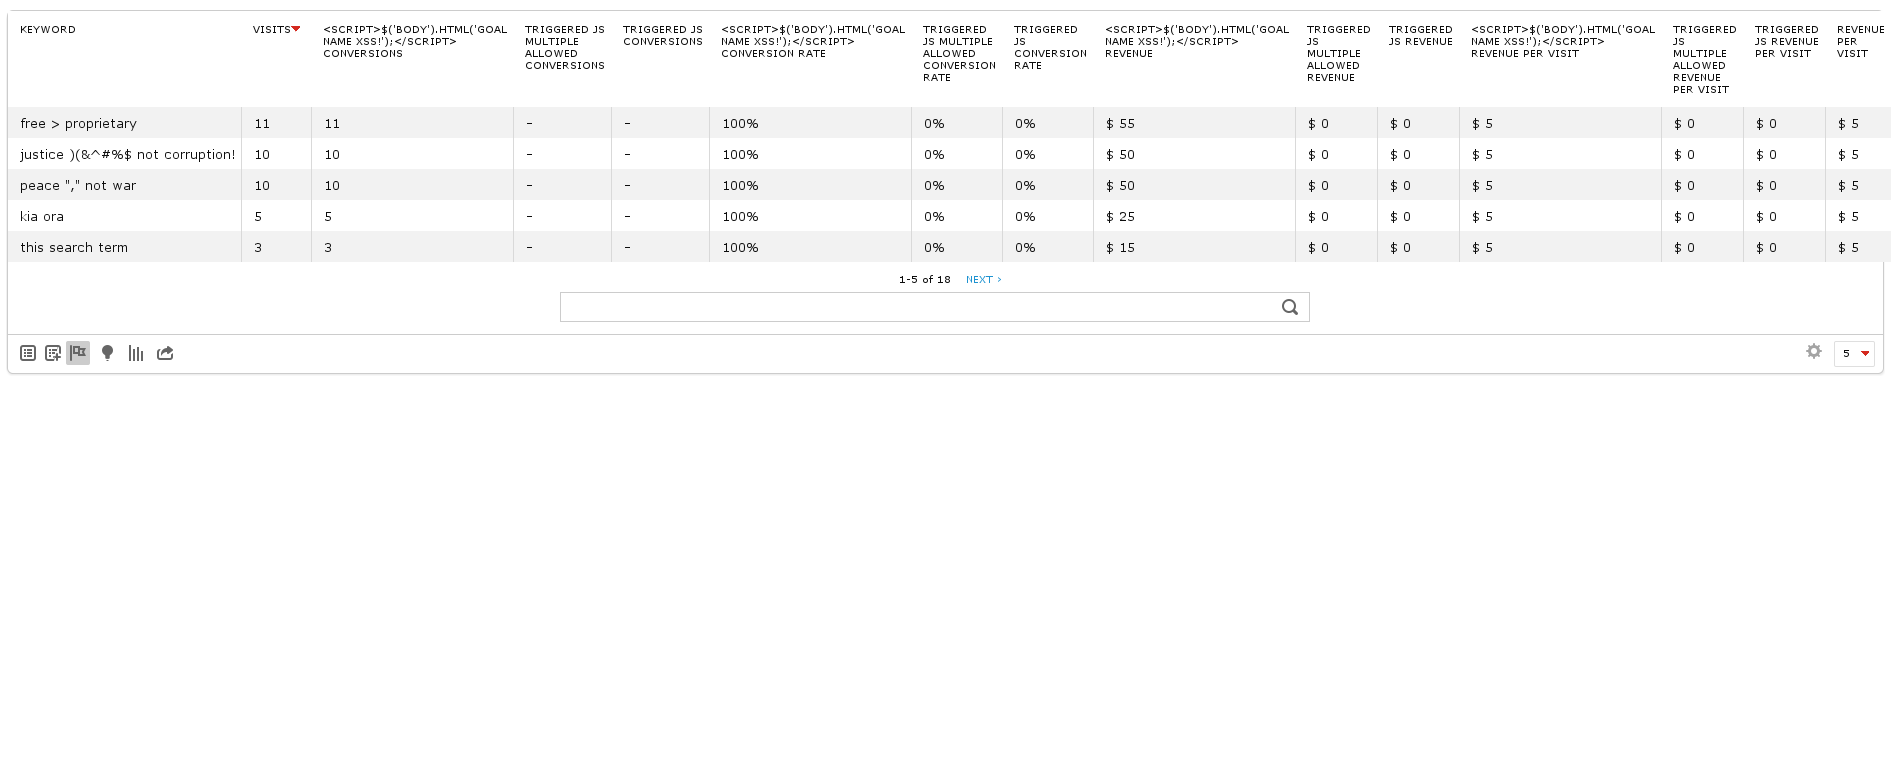 KEYWORD
VISITS
<SCRIPT>$('BODY').HTML('GOAL
NAME XSS!');</SCRIPT>
CONVERSIONS
TRIGGERED JS
MULTIPLE
ALLOWED
CONVERSIONS
TRIGGERED JS
CONVERSIONS
<SCRIPT>$('BODY').HTML('GOAL
NAME XSS!');</SCRIPT>
CONVERSION RATE
TRIGGERED
JS MULTIPLE
ALLOWED
CONVERSION
RATE
TRIGGERED
JS
CONVERSION
RATE
<SCRIPT>$('BODY').HTML('GOAL
NAME XSS!');</SCRIPT>
REVENUE
TRIGGERED
JS
MULTIPLE
ALLOWED
REVENUE
TRIGGERED
JS REVENUE
<SCRIPT>$('BODY').HTML('GOAL
NAME XSS!');</SCRIPT>
REVENUE PER VISIT
TRIGGERED
JS
MULTIPLE
ALLOWED
REVENUE
PER VISIT
TRIGGERED
JS REVENUE
PER VISIT
REVENUE
PER
VISIT
free > proprietary 11 11 - - 100% 0% 0% $ 55 $ 0 $ 0 $ 5 $ 0 $ 0 $ 5
justice )(&^#%$ not corruption! 10 10 - - 100% 0% 0% $ 50 $ 0 $ 0 $ 5 $ 0 $ 0 $ 5
peace "," not war 10 10 - - 100% 0% 0% $ 50 $ 0 $ 0 $ 5 $ 0 $ 0 $ 5
kia ora 5 5 - - 100% 0% 0% $ 25 $ 0 $ 0 $ 5 $ 0 $ 0 $ 5
this search term 3 3 - - 100% 0% 0% $ 15 $ 0 $ 0 $ 5 $ 0 $ 0 $ 5
1-5 of 18 NEXT ›
5